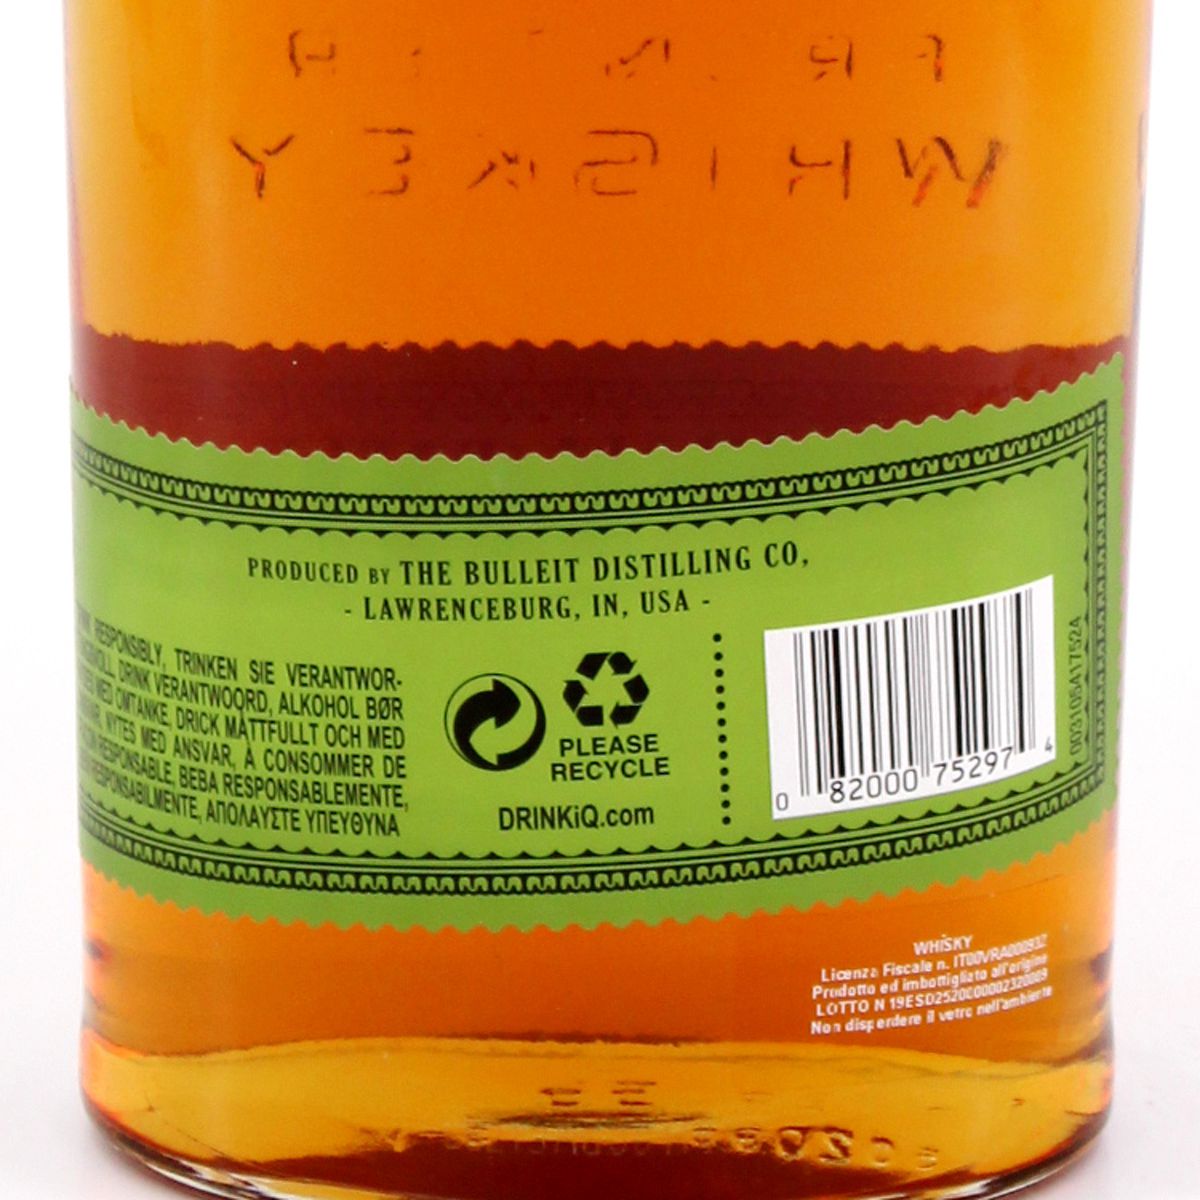 WHISKEY
PRODUCED BY THE BULLEIT DISTILLING CO,
- LAWRENCEBURG, IN, USA -
RESPONSIBLY, TRINKEN SIE VERANTWOR-
DRINK VERANTWOORD, ALKOHOL BØR
MED OMTANKE, DRICK MÅTTFULLT OCH MED
NYTES MED ANSVAR, À CONSOMMER DE
RESPONSABLE, BEBA RESPONSABLEMENTE,
ΑΠΟΛΑΥΣΤΕ ΥΠΕΥΘΥΝΑ
PLEASE
RECYCLE
DRINKiQ.com
0 82000 75297 4
003105A17524
WHISKY
Licenza Fiscale n. IT00VRA00093Z
Prodotto ed imbottigliato all'origine
LOTTO N
Non disperdere il vetro nell'ambiente